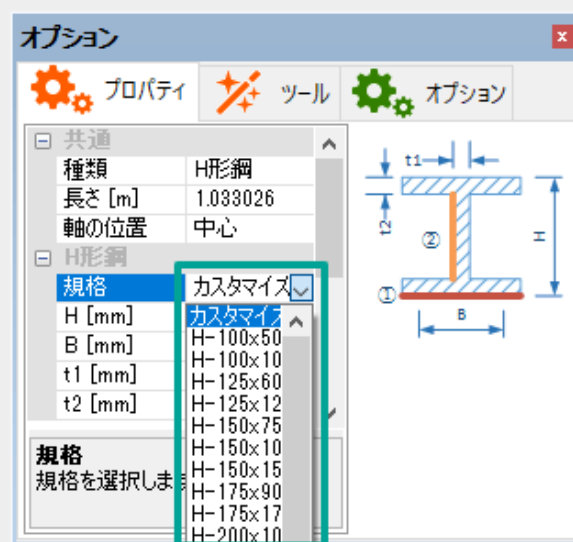 オプション
プロパティ ツール オプション
共通
種類 H形鋼
長さ [m] 1.033026
軸の位置 中心
H形鋼
規格 カスタマイズ
H [mm]
B [mm]
t1 [mm]
t2 [mm]
カスタマイズ
H-100x50
H-100x10
H-125x60
H-125x12
H-150x75
H-150x10
H-150x15
H-175x90
H-175x17
H-200x10
規格
規格を選択しま
t1
t2
②
①
H
B